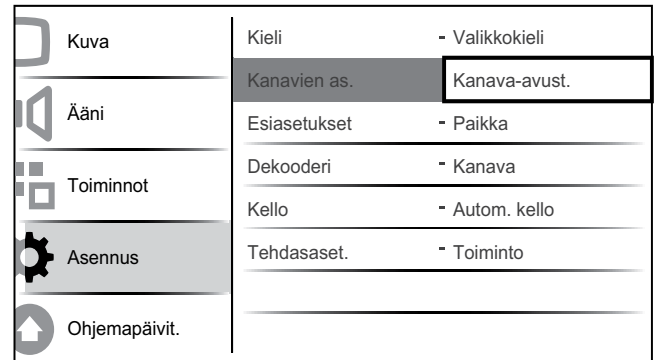 Kuva
Ääni
Toiminnot
Asennus
Ohjemapäivit.
Kieli - Valikkokieli
Kanavien as. Kanava-avust.
Esiasetukset - Paikka
Dekooderi - Kanava
Kello - Autom. kello
Tehdasaset. - Toiminto